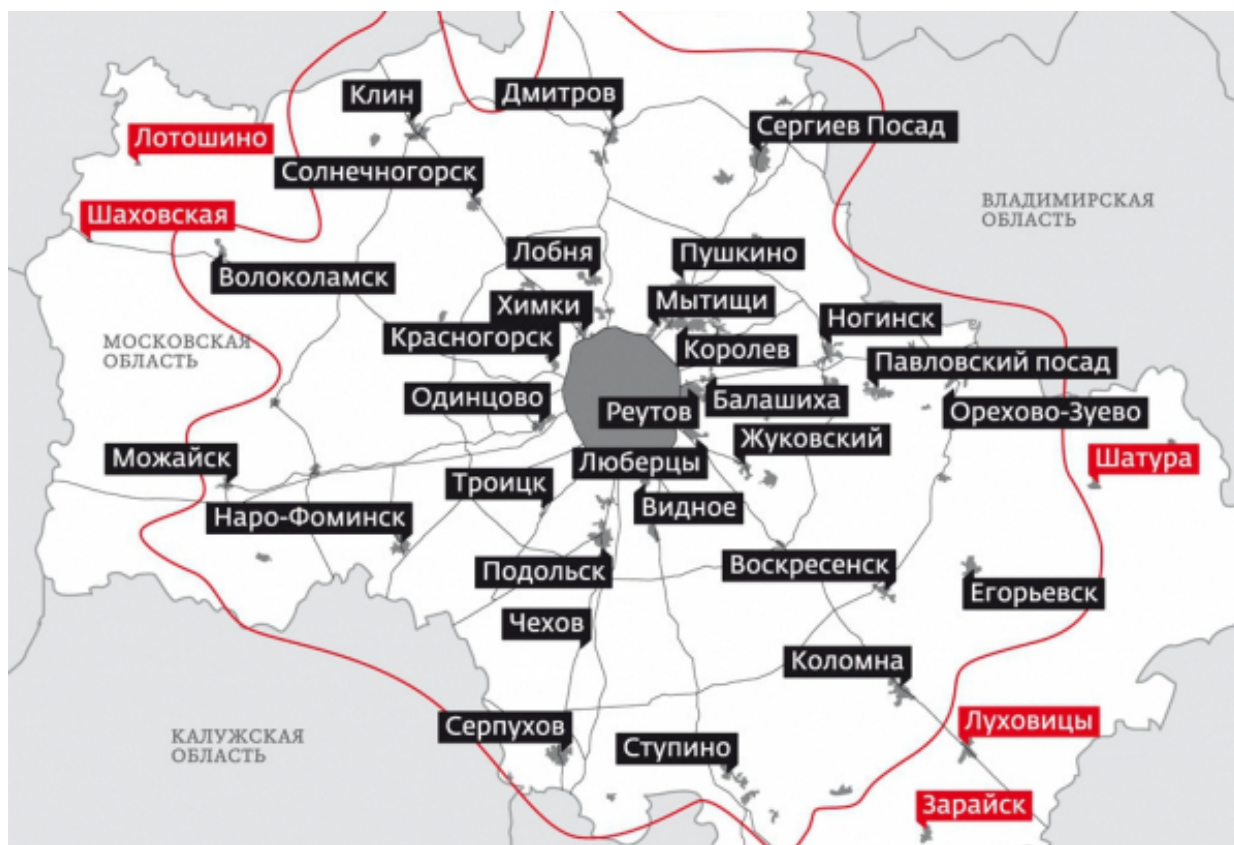 Клин
Дмитров
Лотошино
Сергиев Посад
Солнечногорск
ВЛАДИМИРСКАЯ
ОБЛАСТЬ
Шаховская
Лобня
Пушкино
Волоколамск
Химки
Мытищи
Ногинск
МОСКОВСКАЯ
ОБЛАСТЬ
Красногорск
Королев
Павловский посад
Одинцово
Реутов
Балашиха
Орехово-Зуево
Жуковский
Можайск
Люберцы
Шатура
Троицк
Видное
Наро-Фоминск
Подольск
Воскресенск
Егорьевск
Чехов
Коломна
КАЛУЖСКАЯ
ОБЛАСТЬ
Серпухов
Ступино
Луховицы
Зарайск